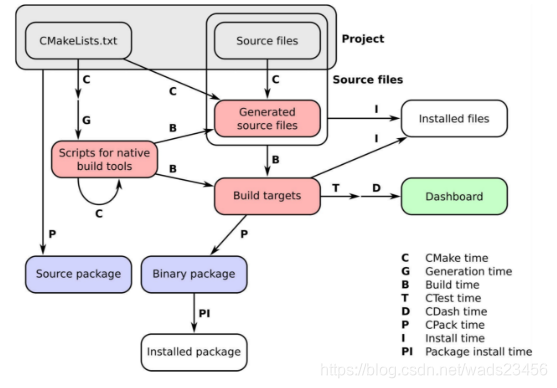 CMakeLists.txt
Source files
Project
Source files
C
C
C
G
B
Generated
source files
I
Installed files
Scripts for native
build tools
B
B
I
C
Build targets
T
D
Dashboard
P
P
Source package
Binary package
PI
Installed package
C CMake time
G Generation time
B Build time
T CTest time
D CDash time
P CPack time
I Install time
PI Package install time
https://blog.csdn.net/wads23456